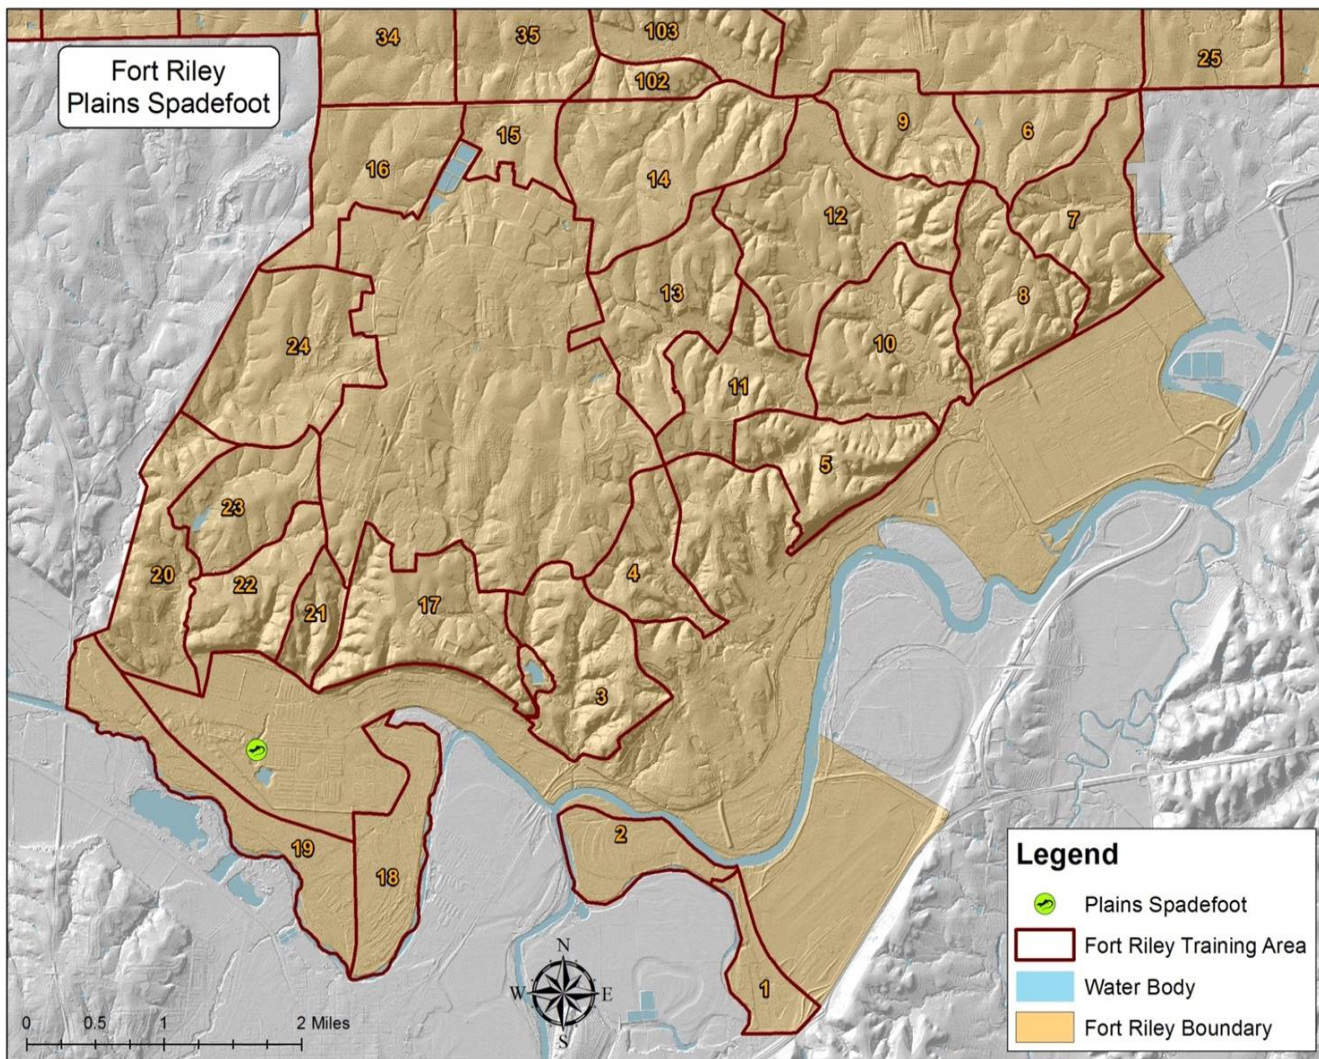 Fort Riley
Plains Spadefoot
34
35
103
102
25
15
9
6
16
14
12
7
13
8
24
10
11
5
23
20
22
21
4
17
3
2
19
18
1
N
W E
S
0 0.5 1 2 Miles
Legend
Plains Spadefoot
Fort Riley Training Area
Water Body
Fort Riley Boundary